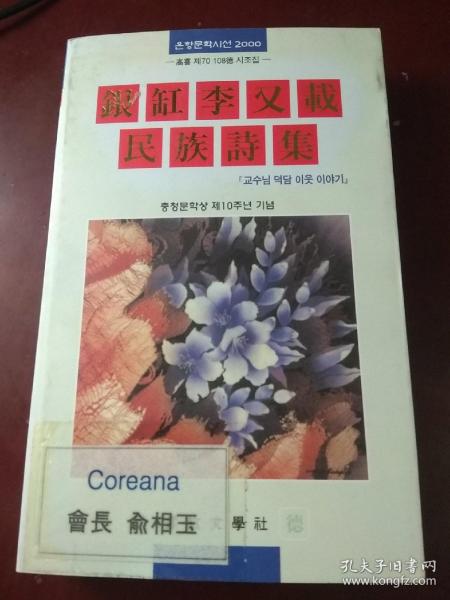 은항문학시선 2000
—高喜 제70 108德 시조집—
銀缸李又載
民族詩集
『교수님 덕담 이웃 이야기』
충청문학상 제10주년 기념
Coreana
會長 兪相玉
文學社 德
孔夫子旧书网
www.kongfz.com